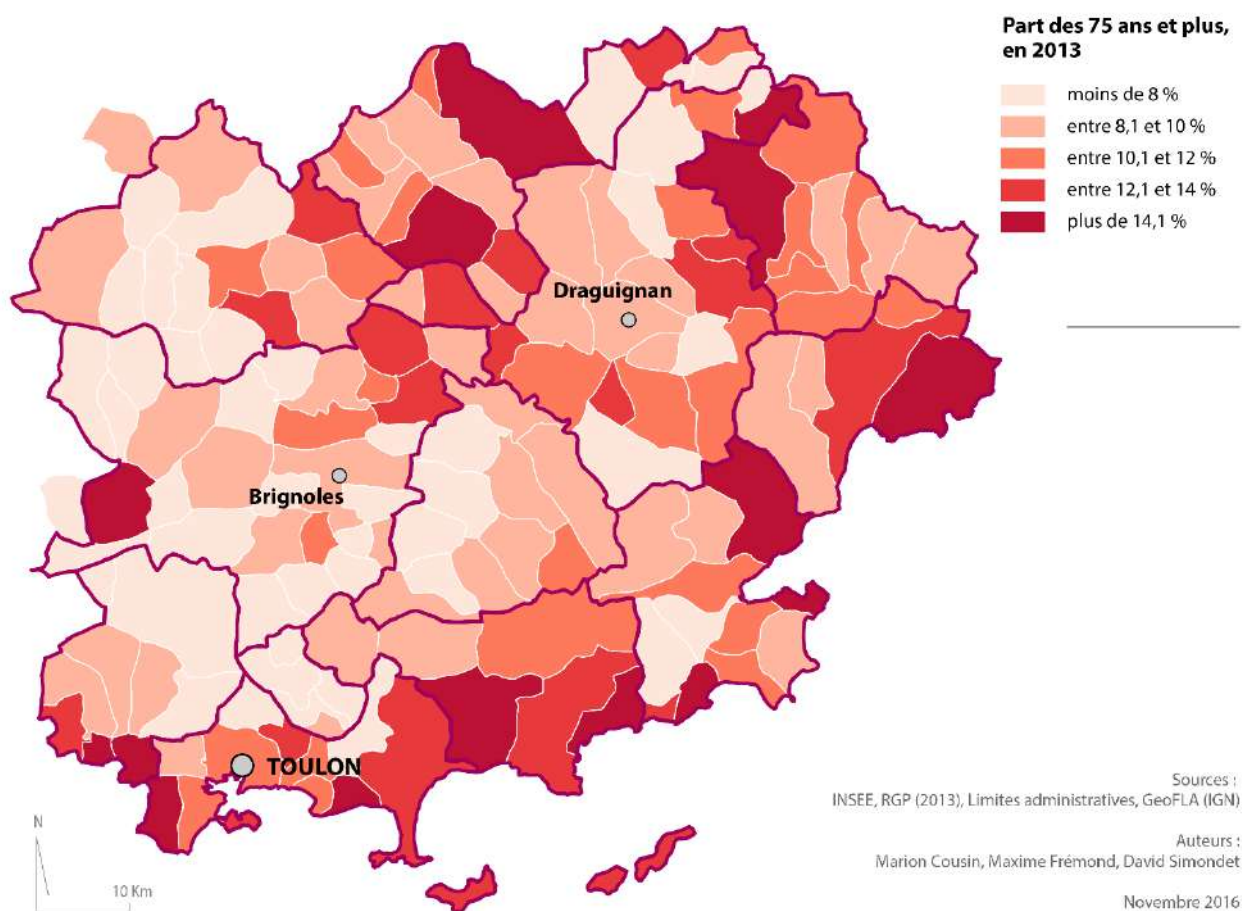 Part des 75 ans et plus,
en 2013
moins de 8 %
entre 8,1 et 10 %
entre 10,1 et 12 %
entre 12,1 et 14 %
plus de 14,1 %
Draguignan
Brignoles
TOULON
N
10 Km
Sources :
INSEE, RGP (2013), Limites administratives, GeoFLA (IGN)
Auteurs :
Marion Cousin, Maxime Frémond, David Simondet
Novembre 2016